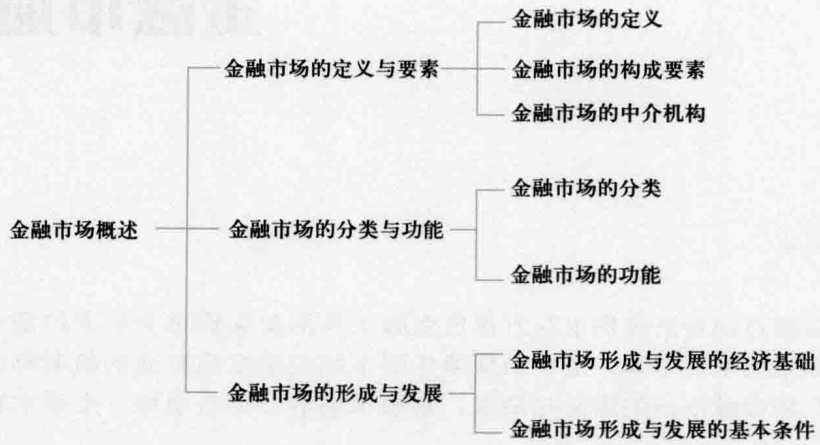 金融市场概述
金融市场的定义与要素
金融市场的定义
金融市场的构成要素
金融市场的中介机构
金融市场的分类与功能
金融市场的分类
金融市场的功能
金融市场的形成与发展
金融市场形成与发展的经济基础
金融市场形成与发展的基本条件